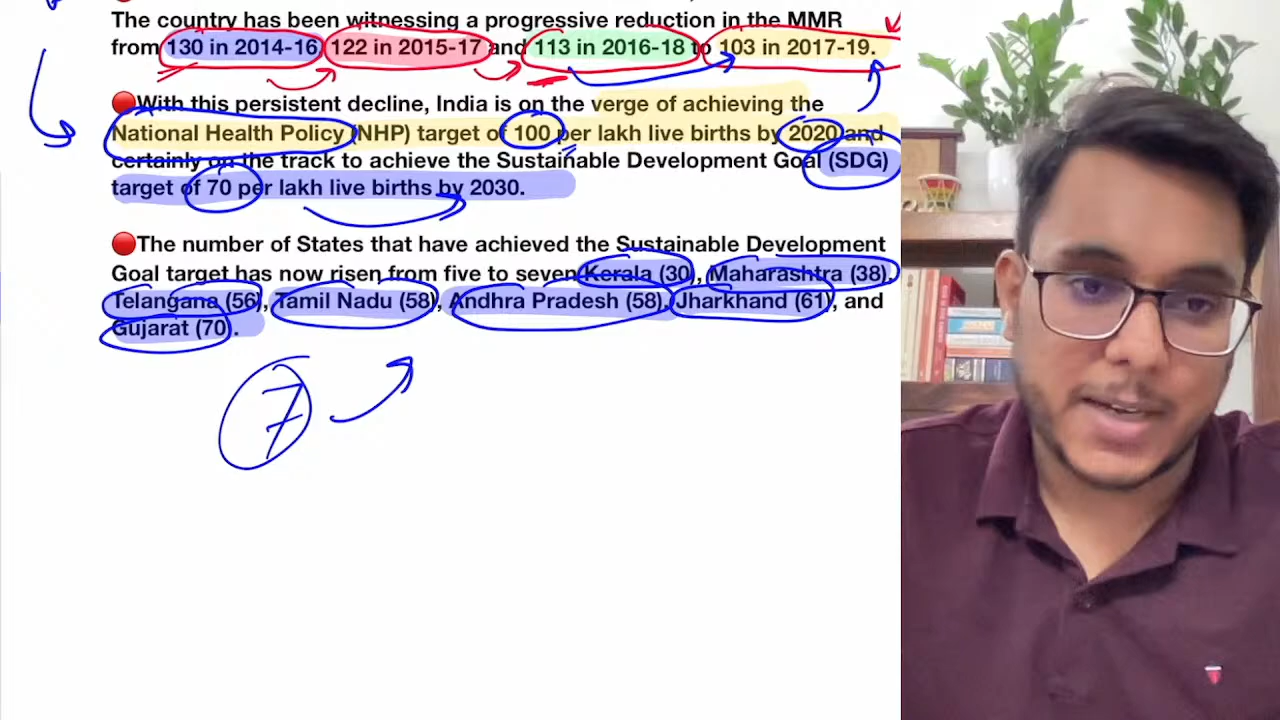 The country has been witnessing a progressive reduction in the MMR
from 130 in 2014-16, 122 in 2015-17 and 113 in 2016-18 to 103 in 2017-19.
With this persistent decline, India is on the verge of achieving the
National Health Policy (NHP) target of 100 per lakh live births by 2020 and
certainly on the track to achieve the Sustainable Development Goal (SDG)
target of 70 per lakh live births by 2030.
The number of States that have achieved the Sustainable Development
Goal target has now risen from five to seven Kerala (30), Maharashtra (38),
Telangana (56), Tamil Nadu (58), Andhra Pradesh (58), Jharkhand (61), and
Gujarat (70).
7